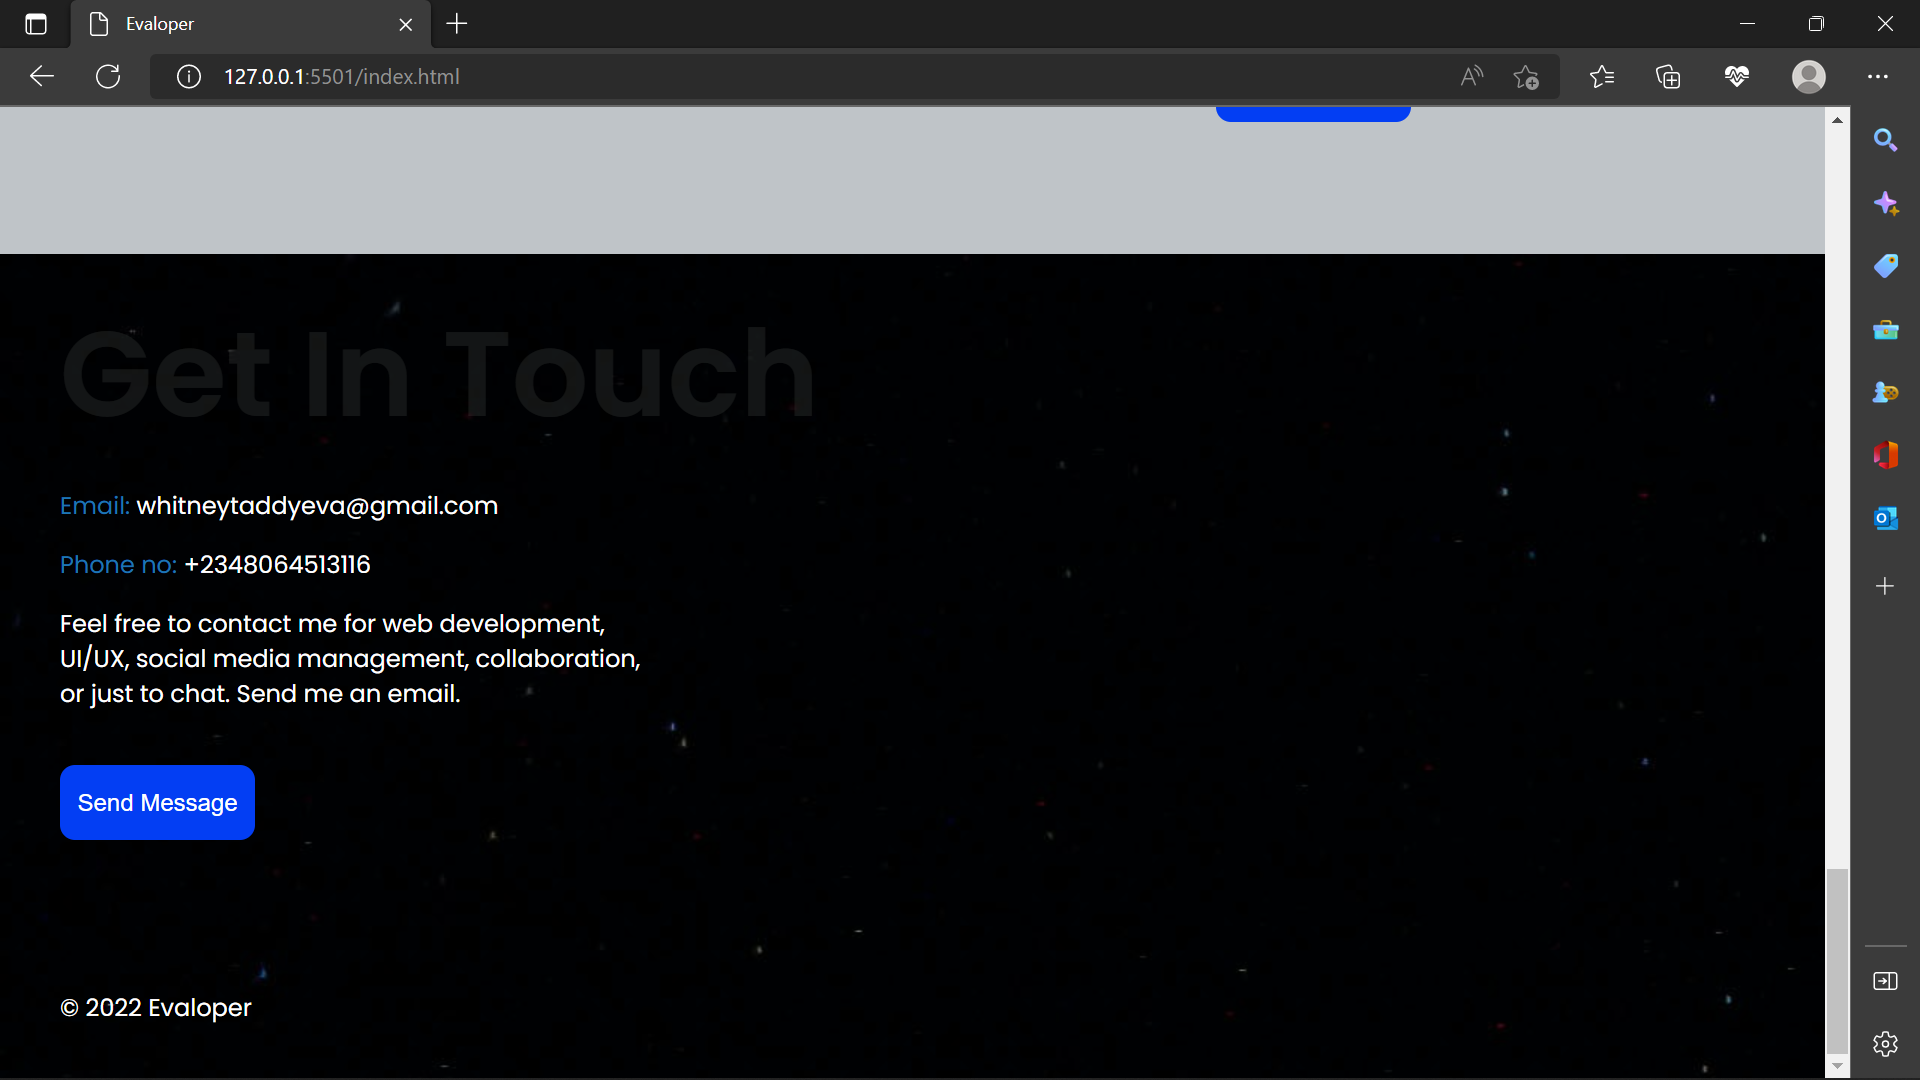 Evaloper
127.0.0.1:5501/index.html
Get In Touch
Email: whitneytaddyeva@gmail.com
Phone no: +2348064513116
Feel free to contact me for web development,
UI/UX, social media management, collaboration,
or just to chat. Send me an email.
Send Message
© 2022 Evaloper